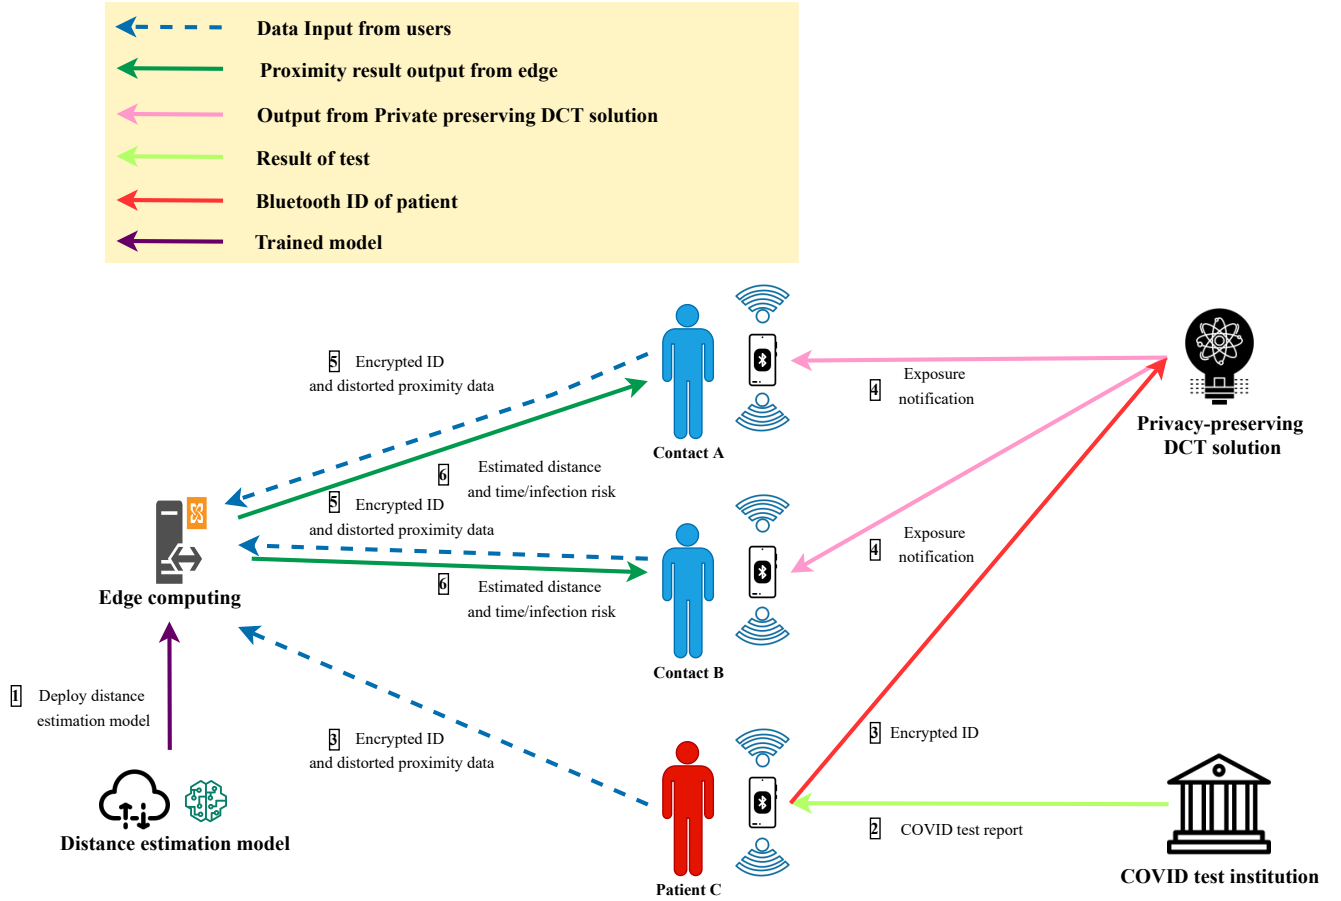 Data Input from users
Proximity result output from edge
Output from Private preserving DCT solution
Result of test
Bluetooth ID of patient
Trained model
5 Encrypted ID
and distorted proximity data
4 Exposure
notification
Contact A
Privacy-preserving
DCT solution
6 Estimated distance
and time/infection risk
5 Encrypted ID
and distorted proximity data
4 Exposure
notification
6 Estimated distance
and time/infection risk
Edge computing
Contact B
1 Deploy distance
estimation model
3 Encrypted ID
and distorted proximity data
3 Encrypted ID
2 COVID test report
Distance estimation model
Patient C
COVID test institution